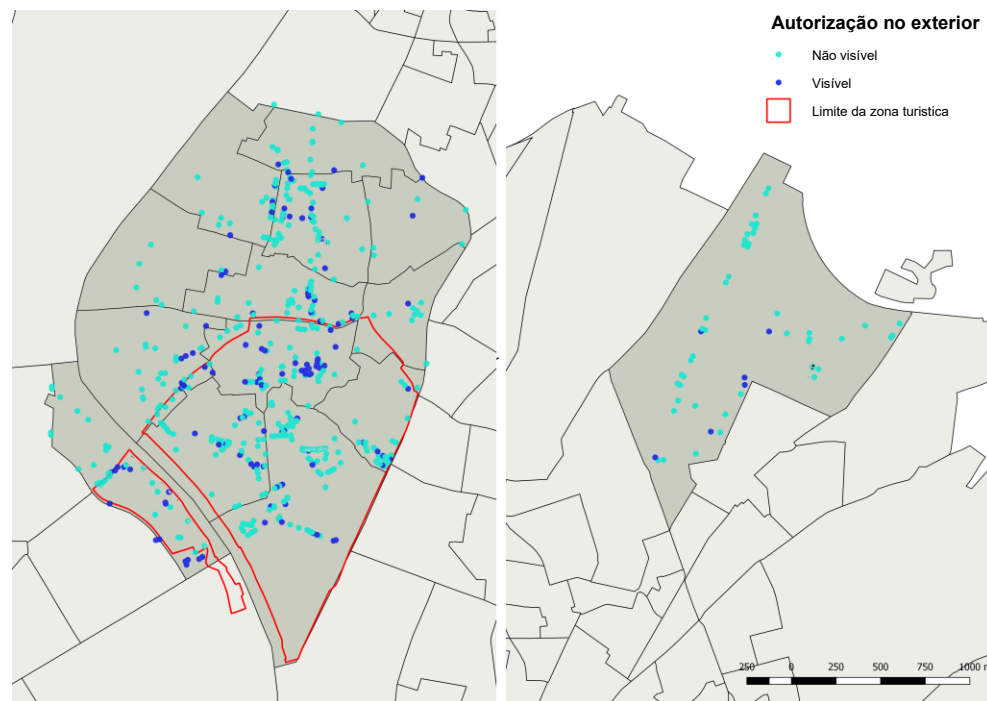 Autorização no exterior
Não visível
Visível
Limite da zona turistica
250 0 250 500 750 1000 m